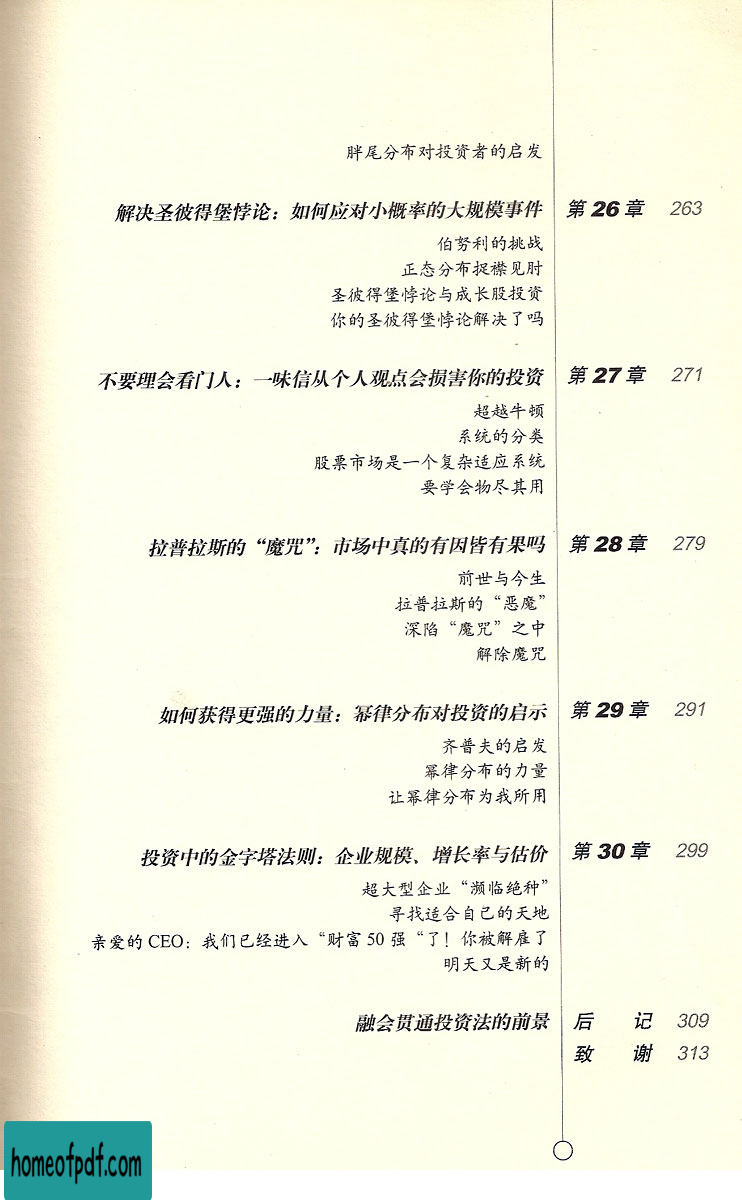 胖尾分布对投资者的启发
解决圣彼得堡悖论：如何应对小概率的大规模事件 第26章 263
伯努利的挑战
正态分布捉襟见肘
圣彼得堡悖论与成长股投资
你的圣彼得堡悖论解决了吗
不要理会看门人：一味信从个人观点会损害你的投资 第27章 271
超越牛顿
系统的分类
股票市场是一个复杂适应系统
要学会物尽其用
拉普拉斯的“魔咒”：市场中真的有因皆有果吗 第28章 279
前世与今生
拉普拉斯的“恶魔”
深陷“魔咒”之中
解除魔咒
如何获得更强的力量：幂律分布对投资的启示 第29章 291
齐普夫的启发
幂律分布的力量
让幂律分布为我所用
投资中的金字塔法则：企业规模、增长率与估价 第30章 299
超大型企业“濒临绝种”
寻找适合自己的天地
亲爱的CEO：我们已经进入“财富50强“了！你被解雇了
明天又是新的
融会贯通投资法的前景 后 记 309
致 谢 313
homeofpdf.com